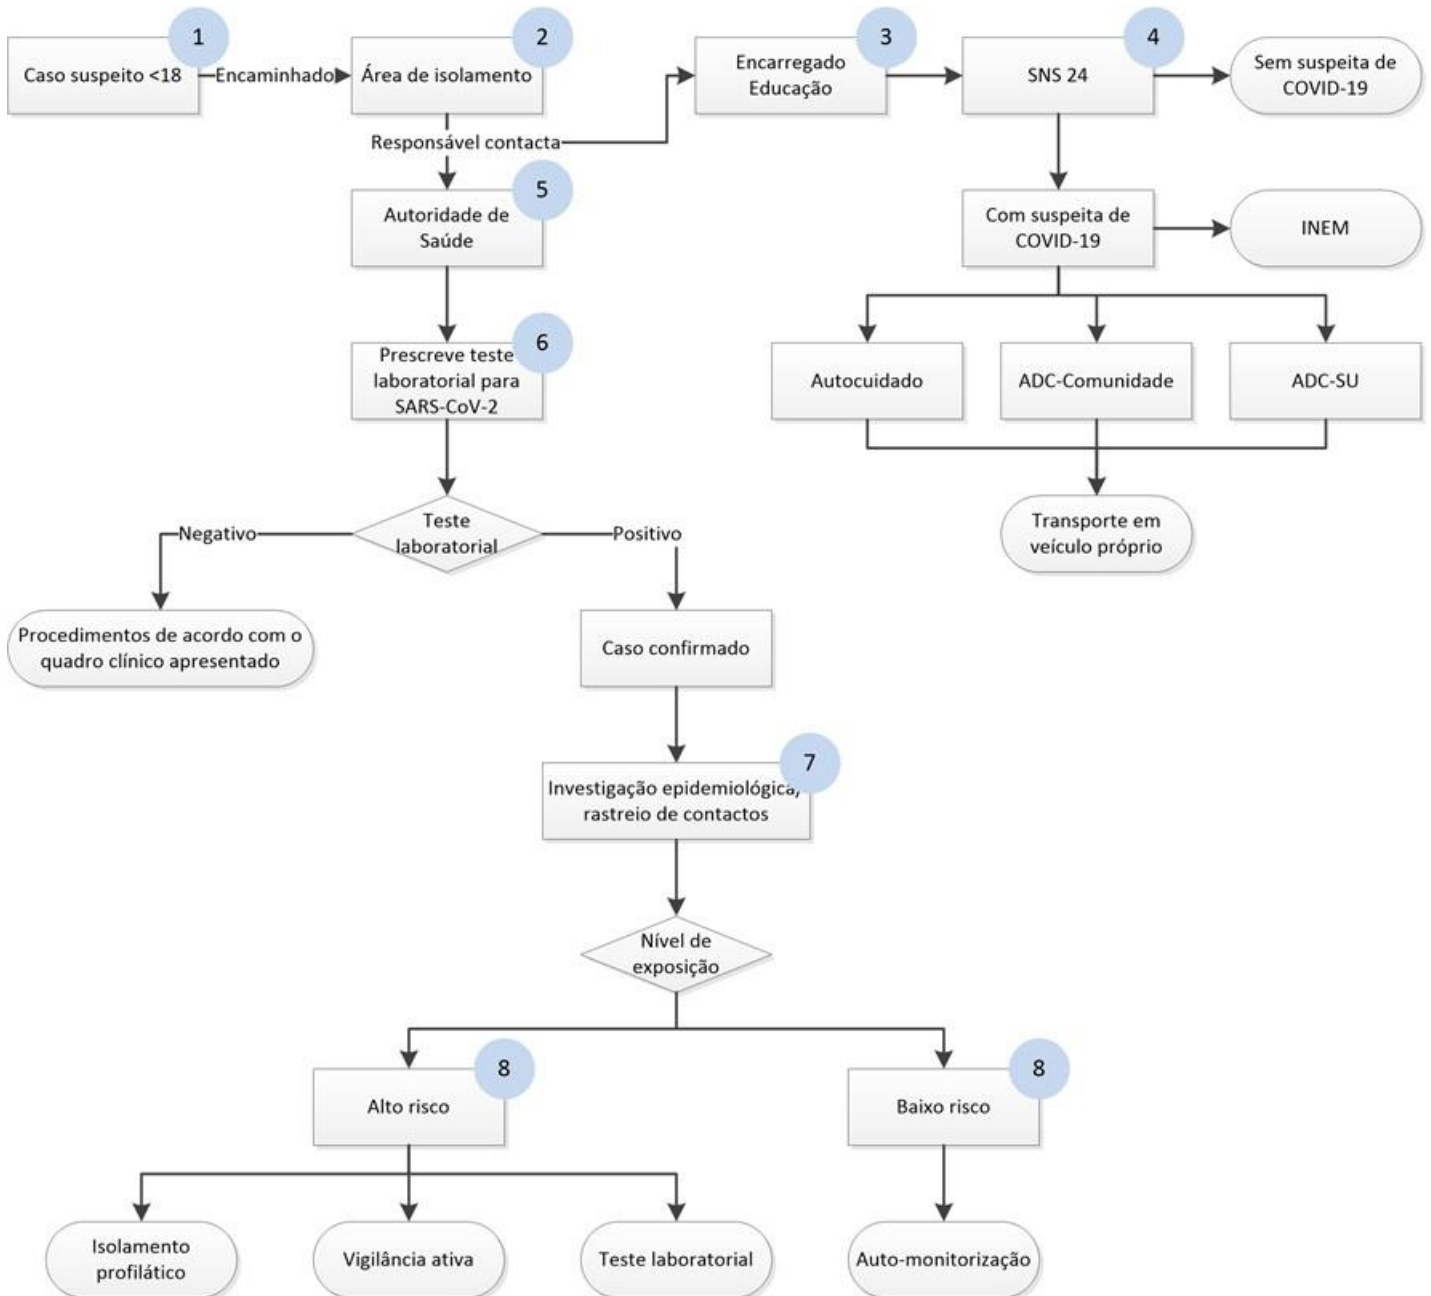 1
Caso suspeito <18
Encaminhado
2
Área de isolamento
Responsável contacta
3
Encarregado
Educação
4
SNS 24
Sem suspeita de
COVID-19
5
Autoridade de
Saúde
Com suspeita de
COVID-19
INEM
6
Prescreve teste
laboratorial para
SARS-CoV-2
Autocuidado
ADC-Comunidade
ADC-SU
Negativo
Teste
laboratorial
Positivo
Transporte em
veículo próprio
Procedimentos de acordo com o
quadro clínico apresentado
Caso confirmado
7
Investigação epidemiológica/
rastreio de contactos
Nível de
exposição
8
Alto risco
8
Baixo risco
Isolamento
profilático
Vigilância ativa
Teste laboratorial
Auto-monitorização